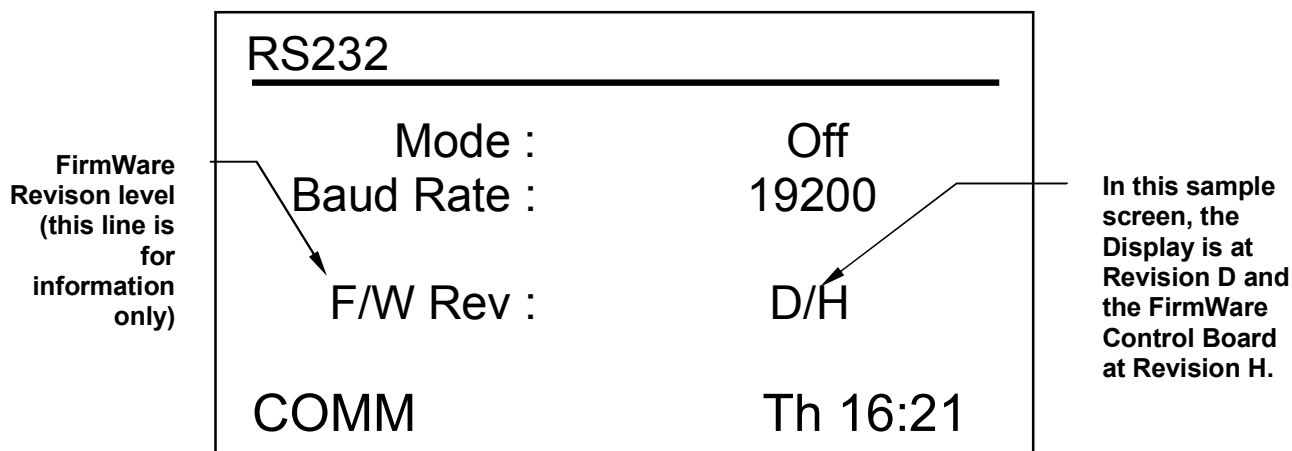 RS232
Mode : Off
Baud Rate : 19200
F/W Rev : D/H
COMM Th 16:21
FirmWare
Revison level
(this line is
for
information
only)
In this sample
screen, the
Display is at
Revision D and
the FirmWare
Control Board
at Revision H.